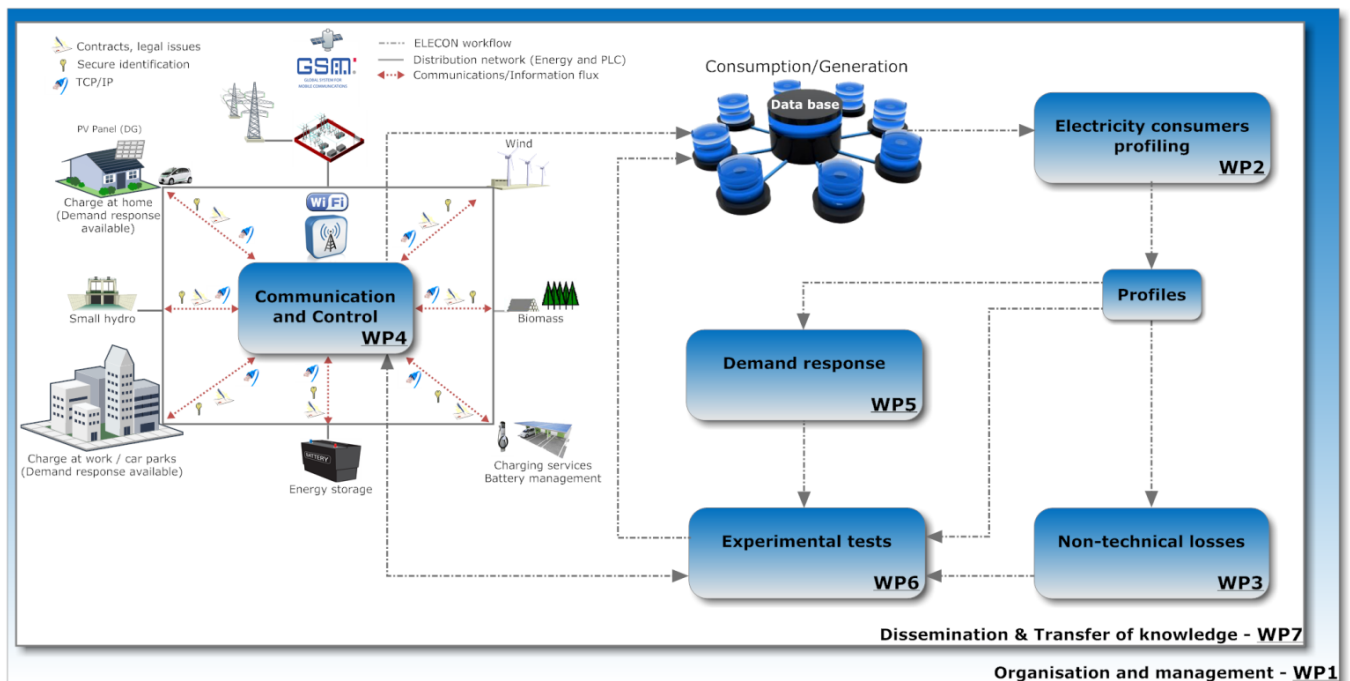 Contracts, legal issues
Secure identification
TCP/IP
GSM
GLOBAL SYSTEM FOR
MOBILE COMMUNICATIONS
ELECON workflow
Distribution network (Energy and PLC)
Communications/Information flux
PV Panel (DG)
Charge at home
(Demand response
available)
Wind
WiFi
Small hydro
Communication
and Control
WP4
Biomass
Charge at work / car parks
(Demand response available)
BATTERY
Energy storage
Charging services
Battery management
Consumption/Generation
Data base
Electricity consumers
profiling
WP2
Profiles
Demand response
WP5
Experimental tests
WP6
Non-technical losses
WP3
Dissemination & Transfer of knowledge - WP7
Organisation and management - WP1